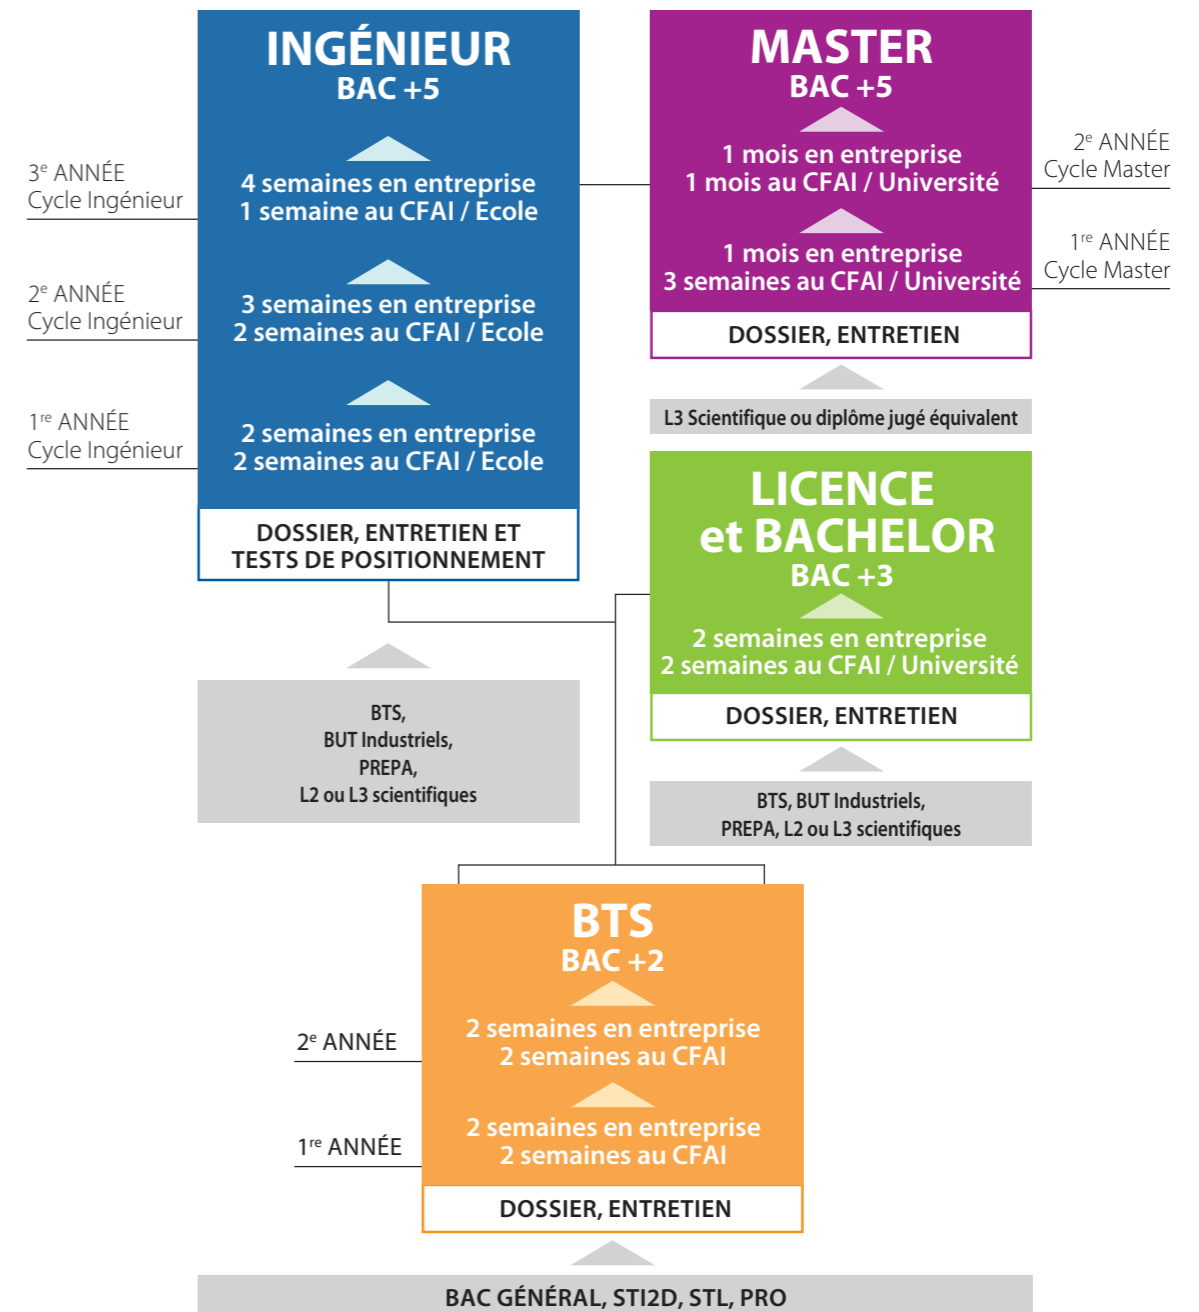 INGÉNIEUR
BAC +5
3e ANNÉE
Cycle Ingénieur
4 semaines en entreprise
1 semaine au CFAI / Ecole
2e ANNÉE
Cycle Ingénieur
3 semaines en entreprise
2 semaines au CFAI / Ecole
1re ANNÉE
Cycle Ingénieur
2 semaines en entreprise
2 semaines au CFAI / Ecole
DOSSIER, ENTRETIEN ET
TESTS DE POSITIONNEMENT
BTS,
BUT Industriels,
PREPA,
L2 ou L3 scientifiques
MASTER
BAC +5
1 mois en entreprise
1 mois au CFAI / Université
2e ANNÉE
Cycle Master
1 mois en entreprise
3 semaines au CFAI / Université
1re ANNÉE
Cycle Master
DOSSIER, ENTRETIEN
L3 Scientifique ou diplôme jugé équivalent
LICENCE
et BACHELOR
BAC +3
2 semaines en entreprise
2 semaines au CFAI / Université
DOSSIER, ENTRETIEN
BTS, BUT Industriels,
PREPA, L2 ou L3 scientifiques
BTS
BAC +2
2e ANNÉE
2 semaines en entreprise
2 semaines au CFAI
1re ANNÉE
2 semaines en entreprise
2 semaines au CFAI
DOSSIER, ENTRETIEN
BAC GÉNÉRAL, STI2D, STL, PRO